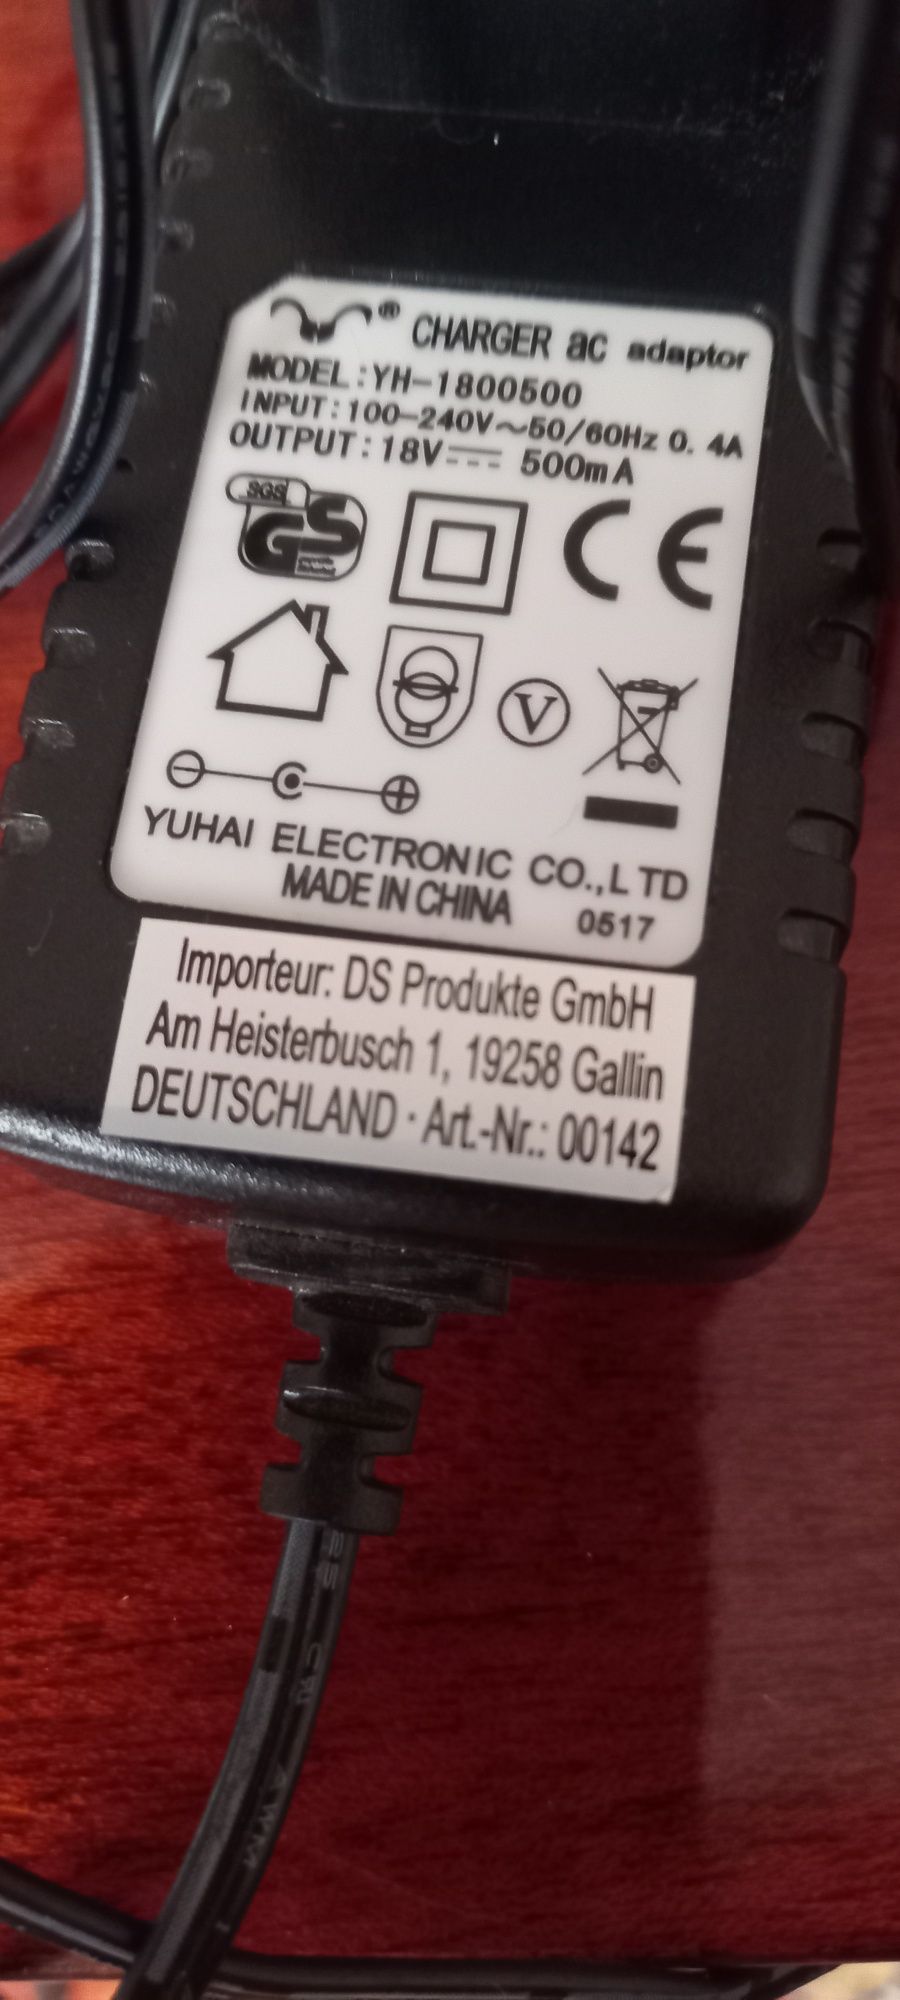 ® CHARGER ac adaptor
MODEL:YH-1800500
INPUT:100-240V~50/60Hz 0.4A
OUTPUT:18V⎓ 500mA
SGS
GS
CE
V
YUHAI ELECTRONIC CO.,LTD
MADE IN CHINA 0517
Importeur: DS Produkte GmbH
Am Heisterbusch 1, 19258 Gallin
DEUTSCHLAND · Art.-Nr.: 00142
AWM